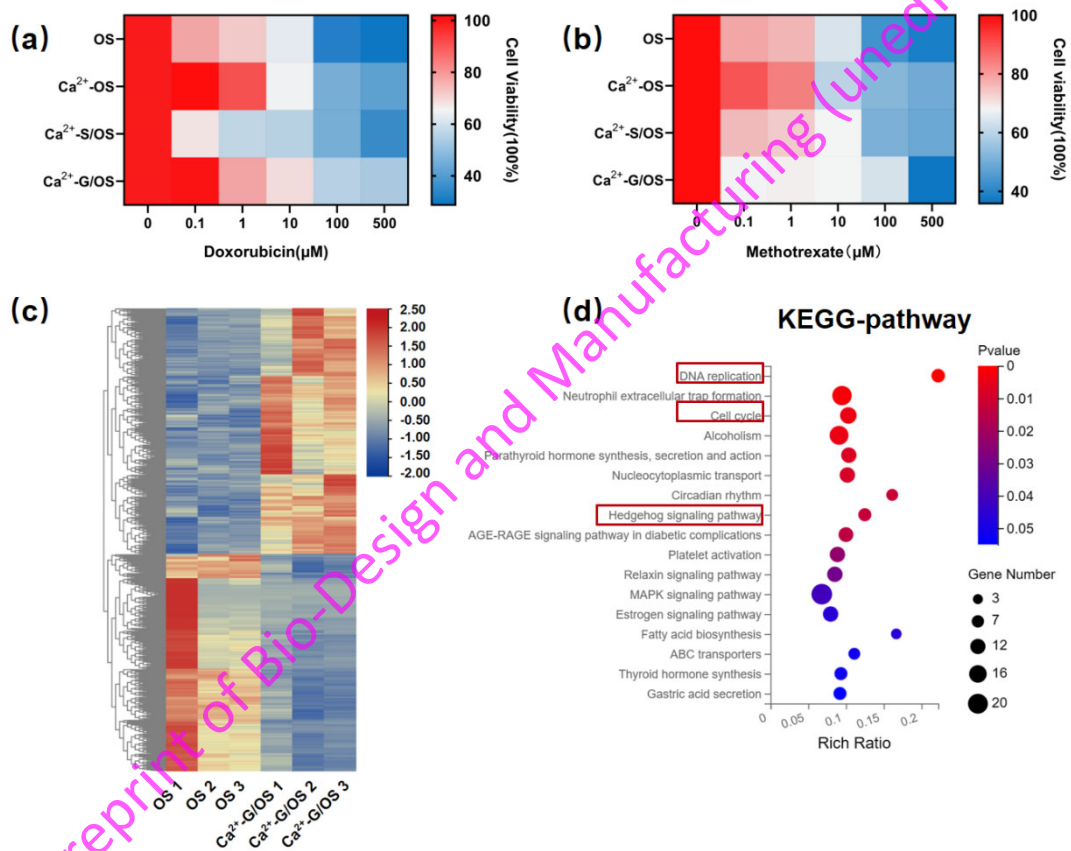 (a)
OS
Ca²⁺-OS
Ca²⁺-S/OS
Ca²⁺-G/OS
0 0.1 1 10 100 500
Doxorubicin(μM)
100
80
60
40
Cell Viability(100%)
(b)
OS
Ca²⁺-OS
Ca²⁺-S/OS
Ca²⁺-G/OS
0 0.1 1 10 100 500
Methotrexate(μM)
100
80
60
40
Cell viability(100%)
(c)
2.50
2.00
1.50
1.00
0.50
0.00
-0.50
-1.00
-1.50
-2.00
OS 1
OS 2
OS 3
Ca²⁺-G/OS 1
Ca²⁺-G/OS 2
Ca²⁺-G/OS 3
(d)
KEGG-pathway
DNA replication
Neutrophil extracellular trap formation
Cell cycle
Alcoholism
Parathyroid hormone synthesis, secretion and action
Nucleocytoplasmic transport
Circadian rhythm
Hedgehog signaling pathway
AGE-RAGE signaling pathway in diabetic complications
Platelet activation
Relaxin signaling pathway
MAPK signaling pathway
Estrogen signaling pathway
Fatty acid biosynthesis
ABC transporters
Thyroid hormone synthesis
Gastric acid secretion
0 0.05 0.1 0.15 0.2
Rich Ratio
Pvalue
0
0.01
0.02
0.03
0.04
0.05
Gene Number
3
7
12
16
20
reprint of Bio-Design and Manufacturing (unedi